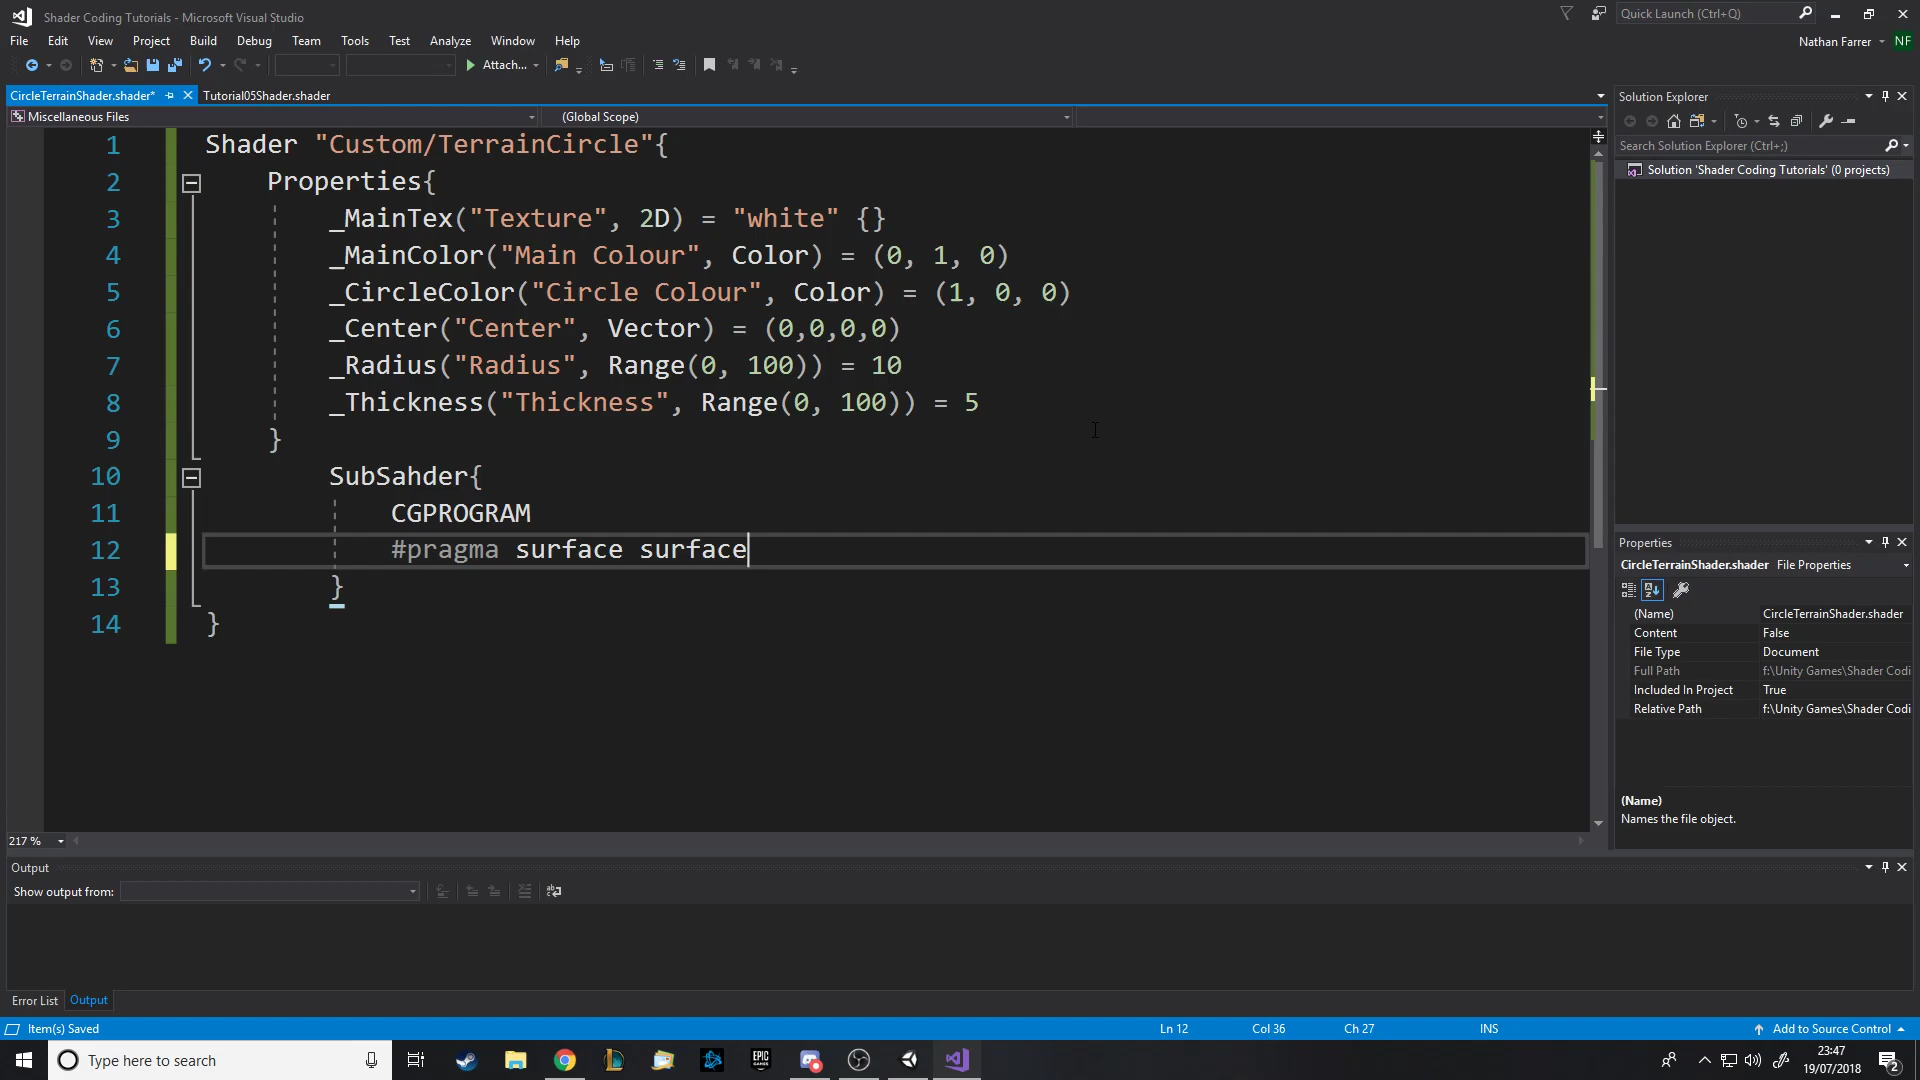 Shader Coding Tutorials - Microsoft Visual Studio
Quick Launch (Ctrl+Q)
File Edit View Project Build Debug Team Tools Test Analyze Window Help
Nathan Farrer NF
Attach...
CircleTerrainShader.shader* Tutorial05Shader.shader
Solution Explorer
Miscellaneous Files (Global Scope)
Search Solution Explorer (Ctrl+;)
Solution 'Shader Coding Tutorials' (0 projects)
1 Shader "Custom/TerrainCircle"{
2 Properties{
3 _MainTex("Texture", 2D) = "white" {}
4 _MainColor("Main Colour", Color) = (0, 1, 0)
5 _CircleColor("Circle Colour", Color) = (1, 0, 0)
6 _Center("Center", Vector) = (0,0,0,0)
7 _Radius("Radius", Range(0, 100)) = 10
8 _Thickness("Thickness", Range(0, 100)) = 5
9 }
10 SubSahder{
11 CGPROGRAM
12 #pragma surface surface
13 }
14 }
Properties
CircleTerrainShader.shader File Properties
(Name) CircleTerrainShader.shader
Content False
File Type Document
Full Path f:\Unity Games\Shader Codi
Included In Project True
Relative Path f:\Unity Games\Shader Codi
(Name)
Names the file object.
217 %
Output
Show output from:
Error List Output
Item(s) Saved Ln 12 Col 36 Ch 27 INS Add to Source Control
Type here to search
EPIC GAMES
23:47
19/07/2018
2